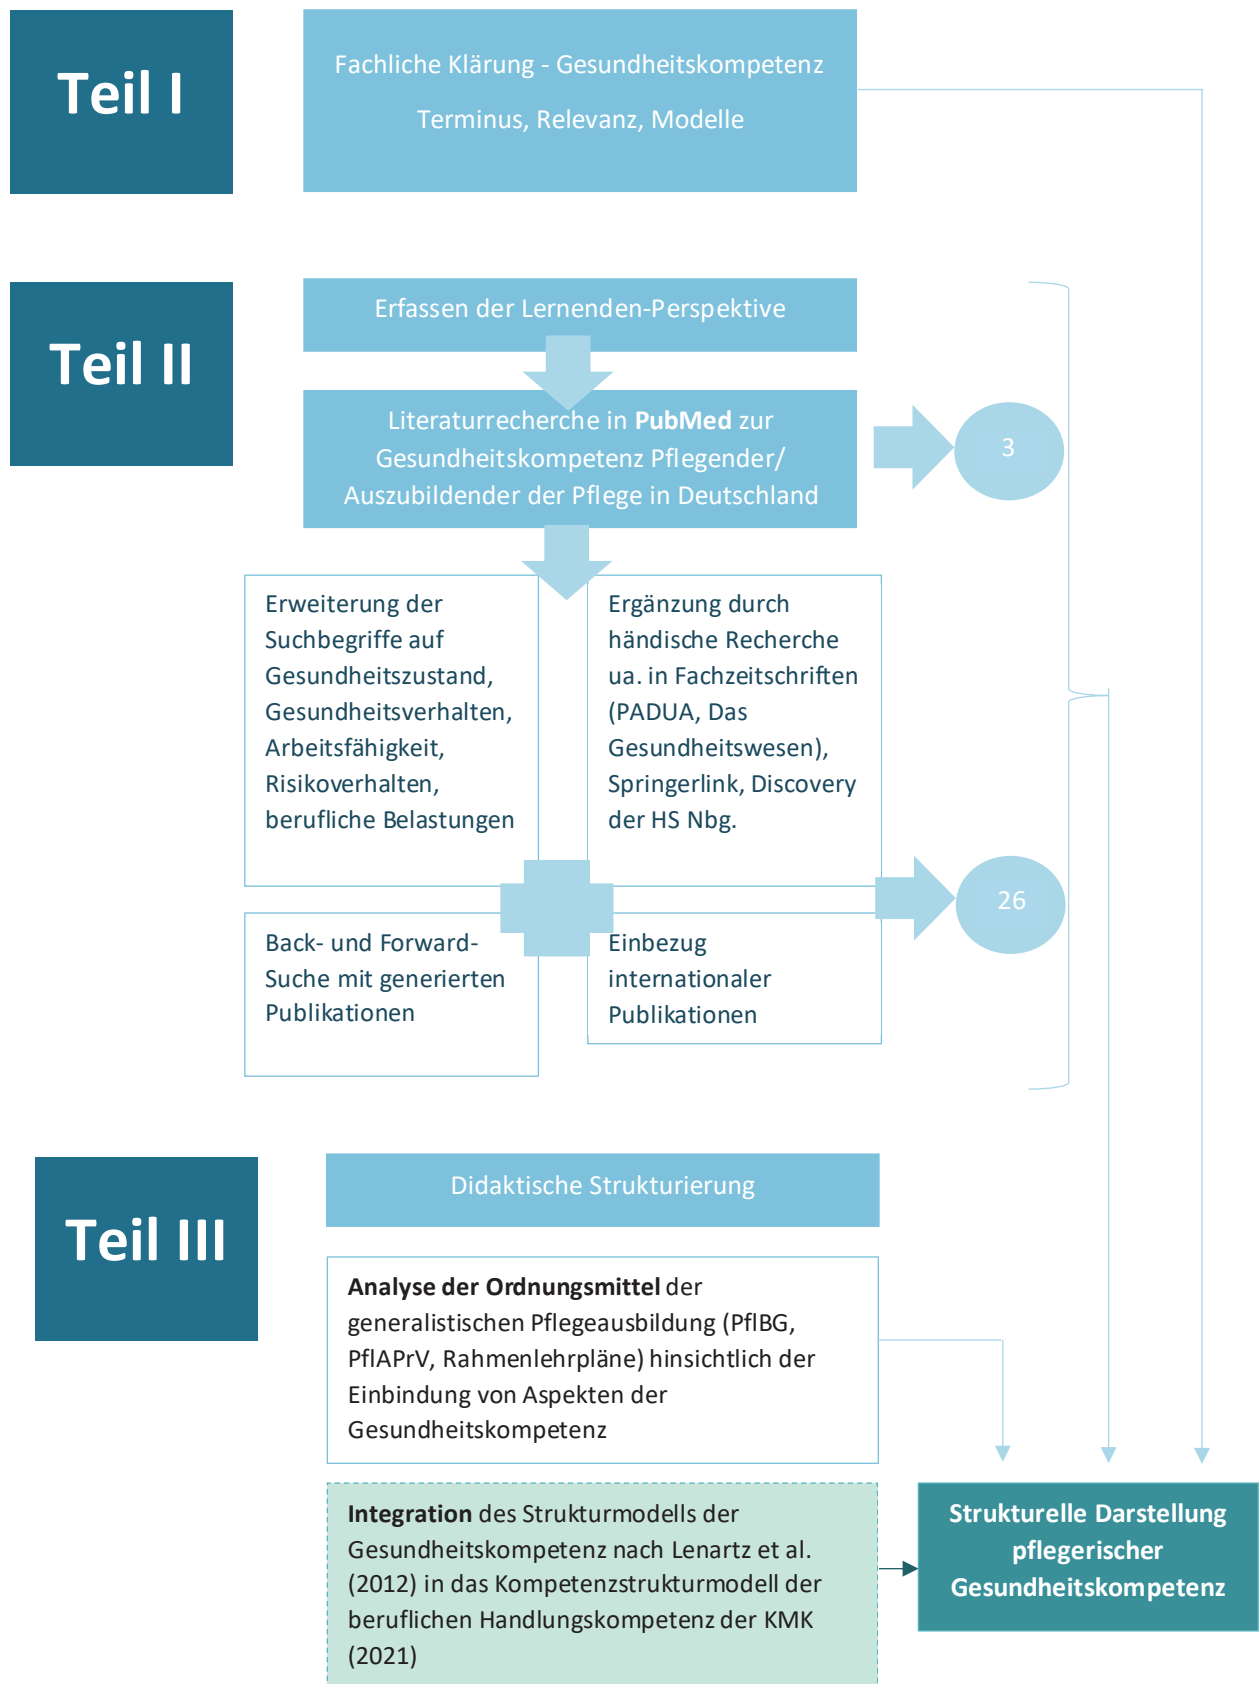 Teil I
Fachliche Klärung - Gesundheitskompetenz
Terminus, Relevanz, Modelle
Teil II
Erfassen der Lernenden-Perspektive
Literaturrecherche in PubMed zur
Gesundheitskompetenz Pflegender/
Auszubildender der Pflege in Deutschland
3
Erweiterung der
Suchbegriffe auf
Gesundheitszustand,
Gesundheitsverhalten,
Arbeitsfähigkeit,
Risikoverhalten,
berufliche Belastungen
Ergänzung durch
händische Recherche
ua. in Fachzeitschriften
(PADUA, Das
Gesundheitswesen),
Springerlink, Discovery
der HS Nbg.
26
Back- und Forward-
Suche mit generierten
Publikationen
Einbezug
internationaler
Publikationen
Teil III
Didaktische Strukturierung
Analyse der Ordnungsmittel der
generalistischen Pflegeausbildung (PflBG,
PflAPrV, Rahmenlehrpläne) hinsichtlich der
Einbindung von Aspekten der
Gesundheitskompetenz
Integration des Strukturmodells der
Gesundheitskompetenz nach Lenartz et al.
(2012) in das Kompetenzstrukturmodell der
beruflichen Handlungskompetenz der KMK
(2021)
Strukturelle Darstellung
pflegerischer
Gesundheitskompetenz